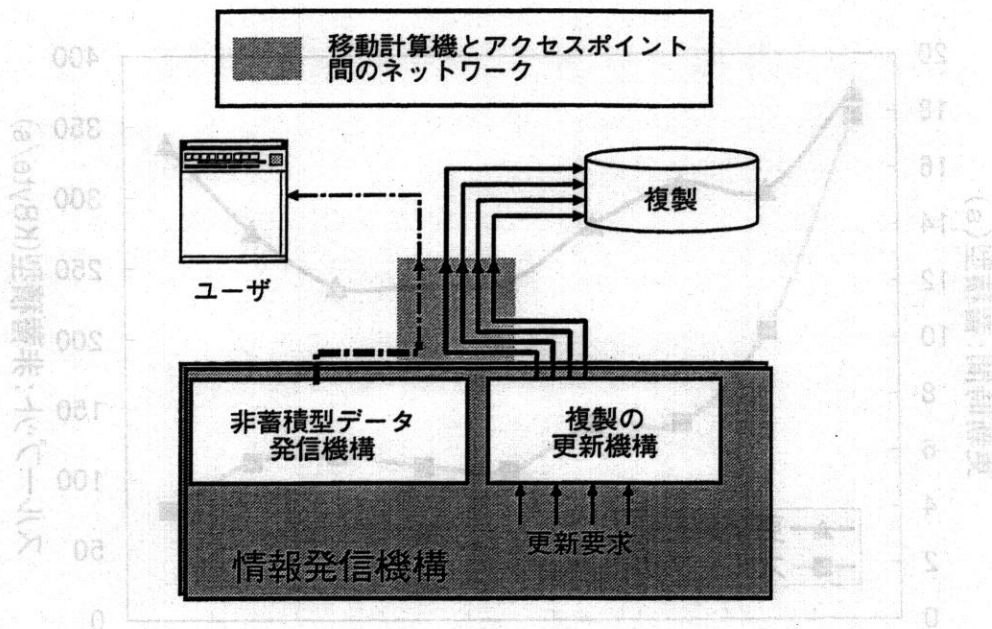 移動計算機とアクセスポイント
間のネットワーク
複製
ユーザ
非蓄積型データ
発信機構
複製の
更新機構
更新要求
情報発信機構